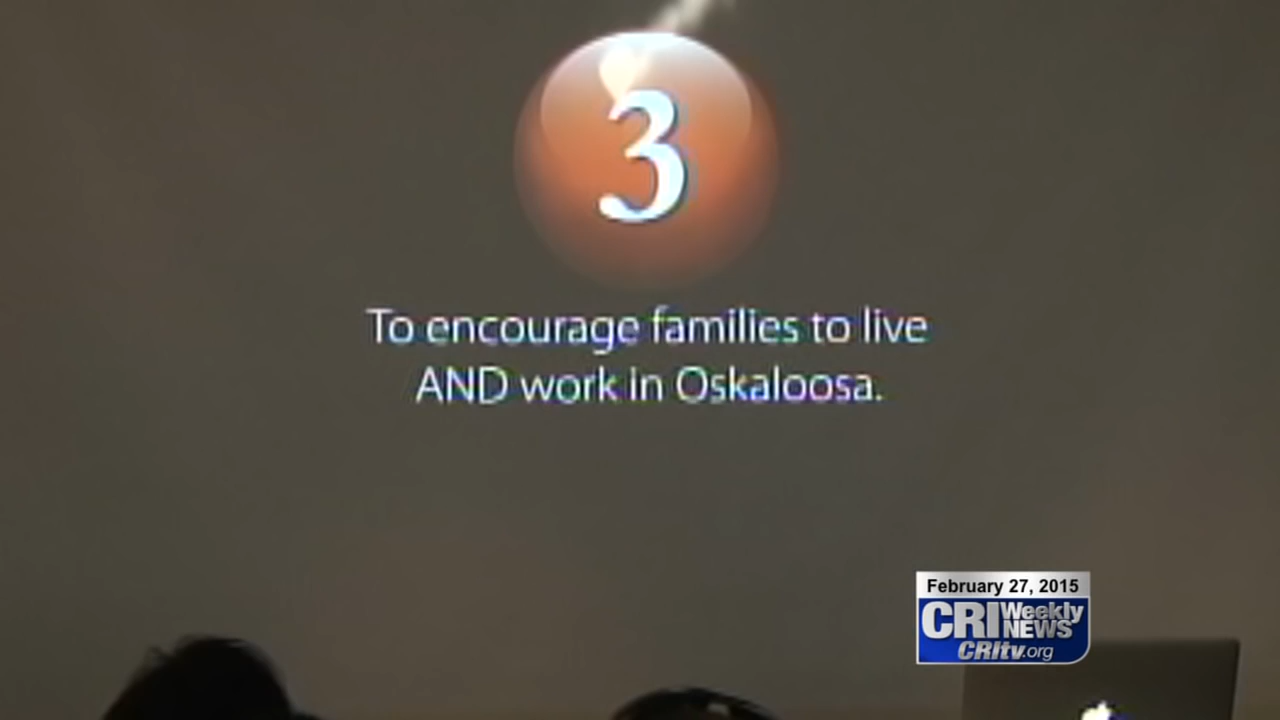 3
To encourage families to live
AND work in Oskaloosa.
February 27, 2015
CRI Weekly
NEWS
CRItv.org